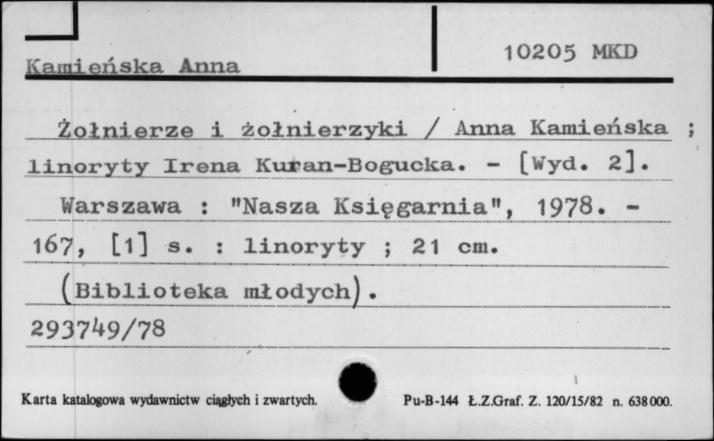 10205 MKD
Kamieńska Anna
Żołnierze i żołnierzyki / Anna Kamieńska ;
linoryty Irena Kuran-Bogucka. - [Wyd. 2].
Warszawa : "Nasza Księgarnia", 1978. -
167, [1] s. : linoryty ; 21 cm.
(Biblioteka młodych).
293749/78
Karta katalogowa wydawnictw ciągłych i zwartych. Pu-B-144 Ł.Z.Graf. Z. 120/15/82 n. 638000.